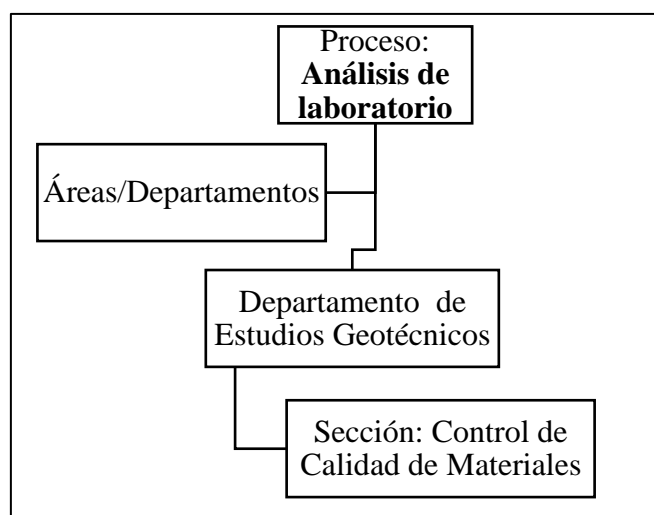 Proceso:
Análisis de
laboratorio
Áreas/Departamentos
Departamento de
Estudios Geotécnicos
Sección: Control de
Calidad de Materiales